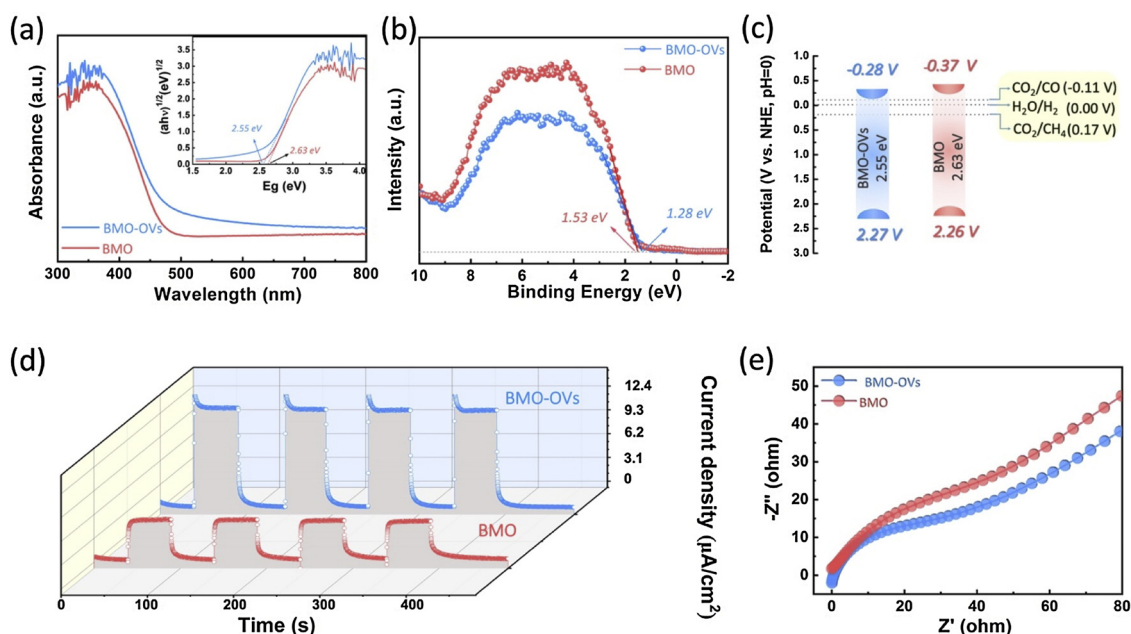 (a)
Absorbance (a.u.)
BMO-OVs
BMO
300 400 500 600 700 800
Wavelength (nm)
(ahν)1/2(eV)1/2
3.5
3.0
2.5
2.0
1.5
1.0
0.5
0.0
2.55 eV
2.63 eV
1.5 2.0 2.5 3.0 3.5 4.0
Eg (eV)
(b)
Intensity (a.u.)
BMO-OVs
BMO
1.53 eV
1.28 eV
10 8 6 4 2 0 -2
Binding Energy (eV)
(c)
Potential (V vs. NHE, pH=0)
1.0
0.5
0.0
0.5
1.0
1.5
2.0
2.5
3.0
-0.28 V
-0.37 V
BMO-OVs
2.55 eV
BMO
2.63 eV
2.27 V
2.26 V
CO2/CO (-0.11 V)
H2O/H2 (0.00 V)
CO2/CH4 (0.17 V)
(d)
BMO-OVs
BMO
12.4
9.3
6.2
3.1
0
Current density (μA/cm2)
0 100 200 300 400
Time (s)
(e)
-Z'' (ohm)
BMO-OVs
BMO
50
40
30
20
10
0
0 20 40 60 80
Z' (ohm)